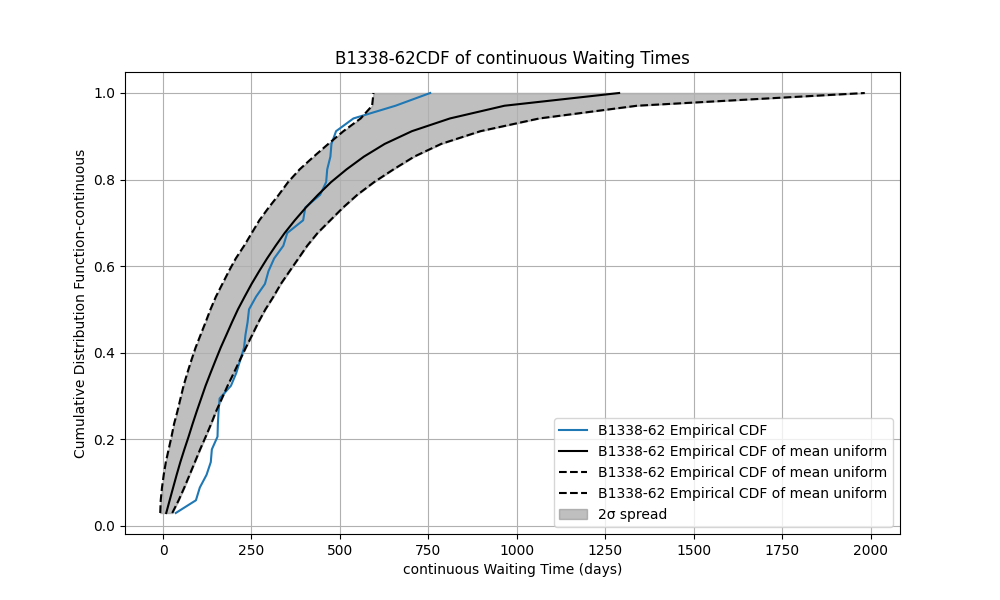 B1338-62CDF of continuous Waiting Times
Cumulative Distribution Function-continuous
1.0
0.8
0.6
0.4
0.2
0.0
B1338-62 Empirical CDF
B1338-62 Empirical CDF of mean uniform
B1338-62 Empirical CDF of mean uniform
B1338-62 Empirical CDF of mean uniform
2σ spread
0 250 500 750 1000 1250 1500 1750 2000
continuous Waiting Time (days)